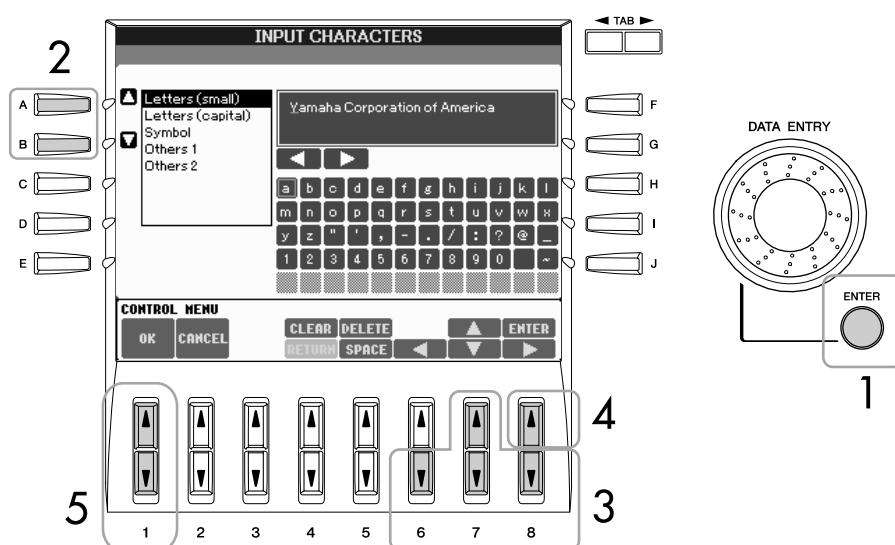 INPUT CHARACTERS
◄ TAB ►
2
A
B
C
D
E
Letters (small)
Letters (capital)
Symbol
Others 1
Others 2
Yamaha Corporation of America
a b c d e f g h i j k l
m n o p q r s t u v w x
y z " ' , - . / : ? @ _
1 2 3 4 5 6 7 8 9 0 ~
F
G
H
I
J
DATA ENTRY
ENTER
1
CONTROL MENU
OK CANCEL CLEAR DELETE ENTER
RETURN SPACE
4
3
5
1 2 3 4 5 6 7 8